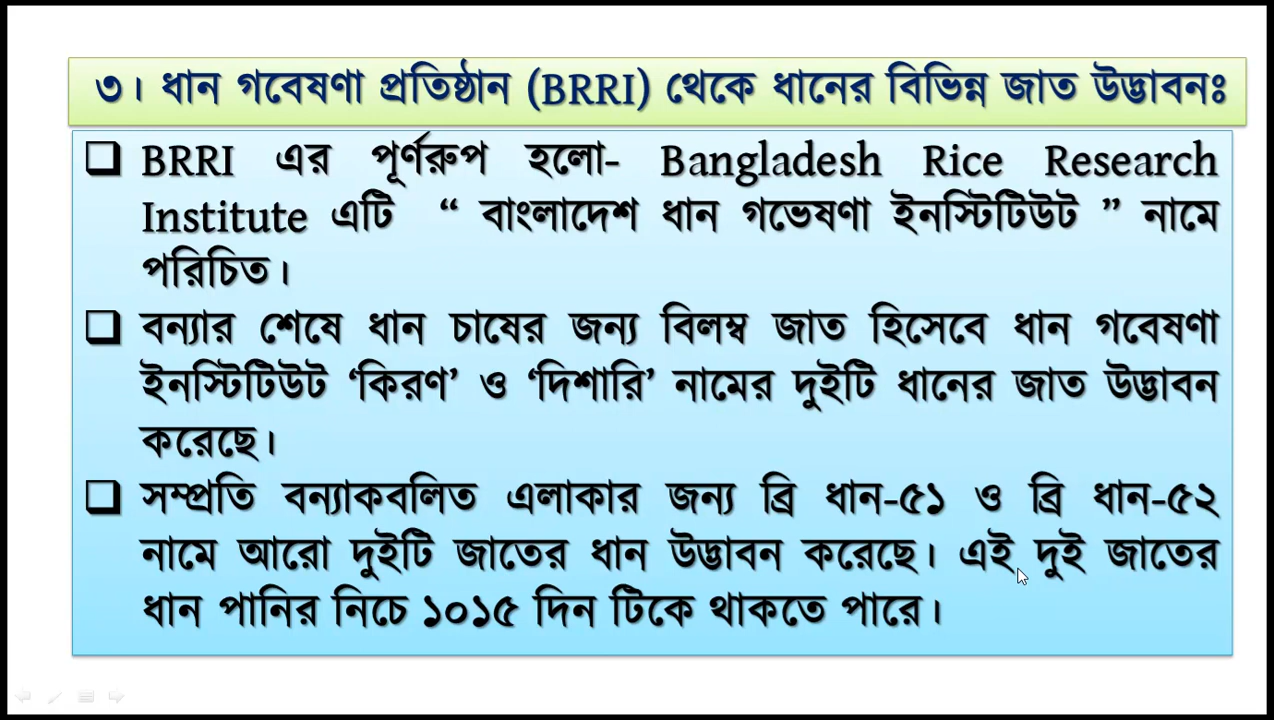 ৩। ধান গবেষণা প্রতিষ্ঠান (BRRI) থেকে ধানের বিভিন্ন জাত উদ্ভাবনঃ
BRRI এর পূর্ণরুপ হলো- Bangladesh Rice Research
Institute এটি “ বাংলাদেশ ধান গভেষণা ইনস্টিটিউট ” নামে
পরিচিত।
বন্যার শেষে ধান চাষের জন্য বিলম্ব জাত হিসেবে ধান গবেষণা
ইনস্টিটিউট ‘কিরণ’ ও ‘দিশারি’ নামের দুইটি ধানের জাত উদ্ভাবন
করেছে।
সম্প্রতি বন্যাকবলিত এলাকার জন্য ব্রি ধান-৫১ ও ব্রি ধান-৫২
নামে আরো দুইটি জাতের ধান উদ্ভাবন করেছে। এই দুই জাতের
ধান পানির নিচে ১০১৫ দিন টিকে থাকতে পারে।